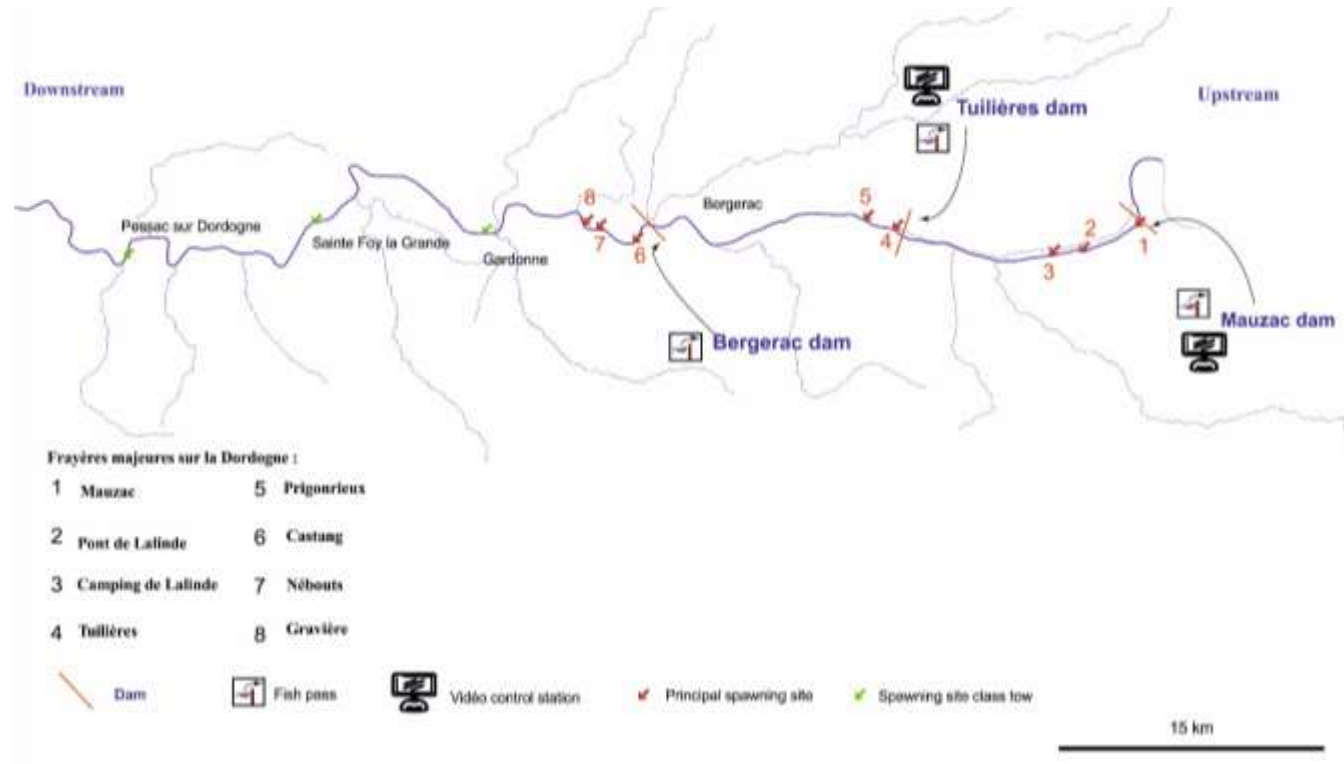 Downstream
Upstream
Tuilières dam
5
Bergerac
8
Pessac sur Dordogne
Sainte Foy la Grande
Gardonne
7
6
4
2
3
1
Mauzac dam
Bergerac dam
Frayères majeures sur la Dordogne :
1 Mauzac
5 Prigonrieux
2 Pont de Lalinde
6 Castang
3 Camping de Lalinde
7 Nébouts
4 Tuilières
8 Gravière
Dam
Fish pass
Vidéo control station
Principal spawning site
Spawning site class tow
15 km